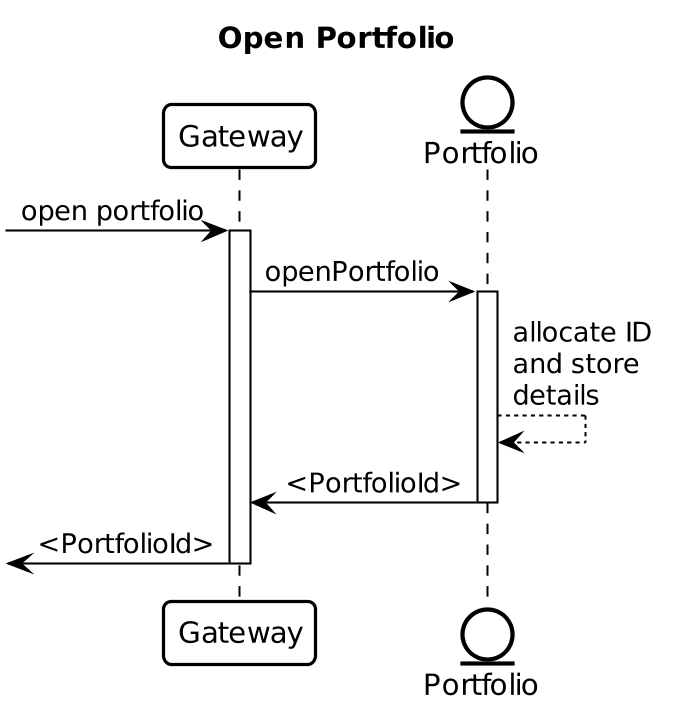 Open Portfolio
Gateway
Portfolio
open portfolio
openPortfolio
allocate ID
and store
details
<PortfolioId>
<PortfolioId>
Gateway
Portfolio